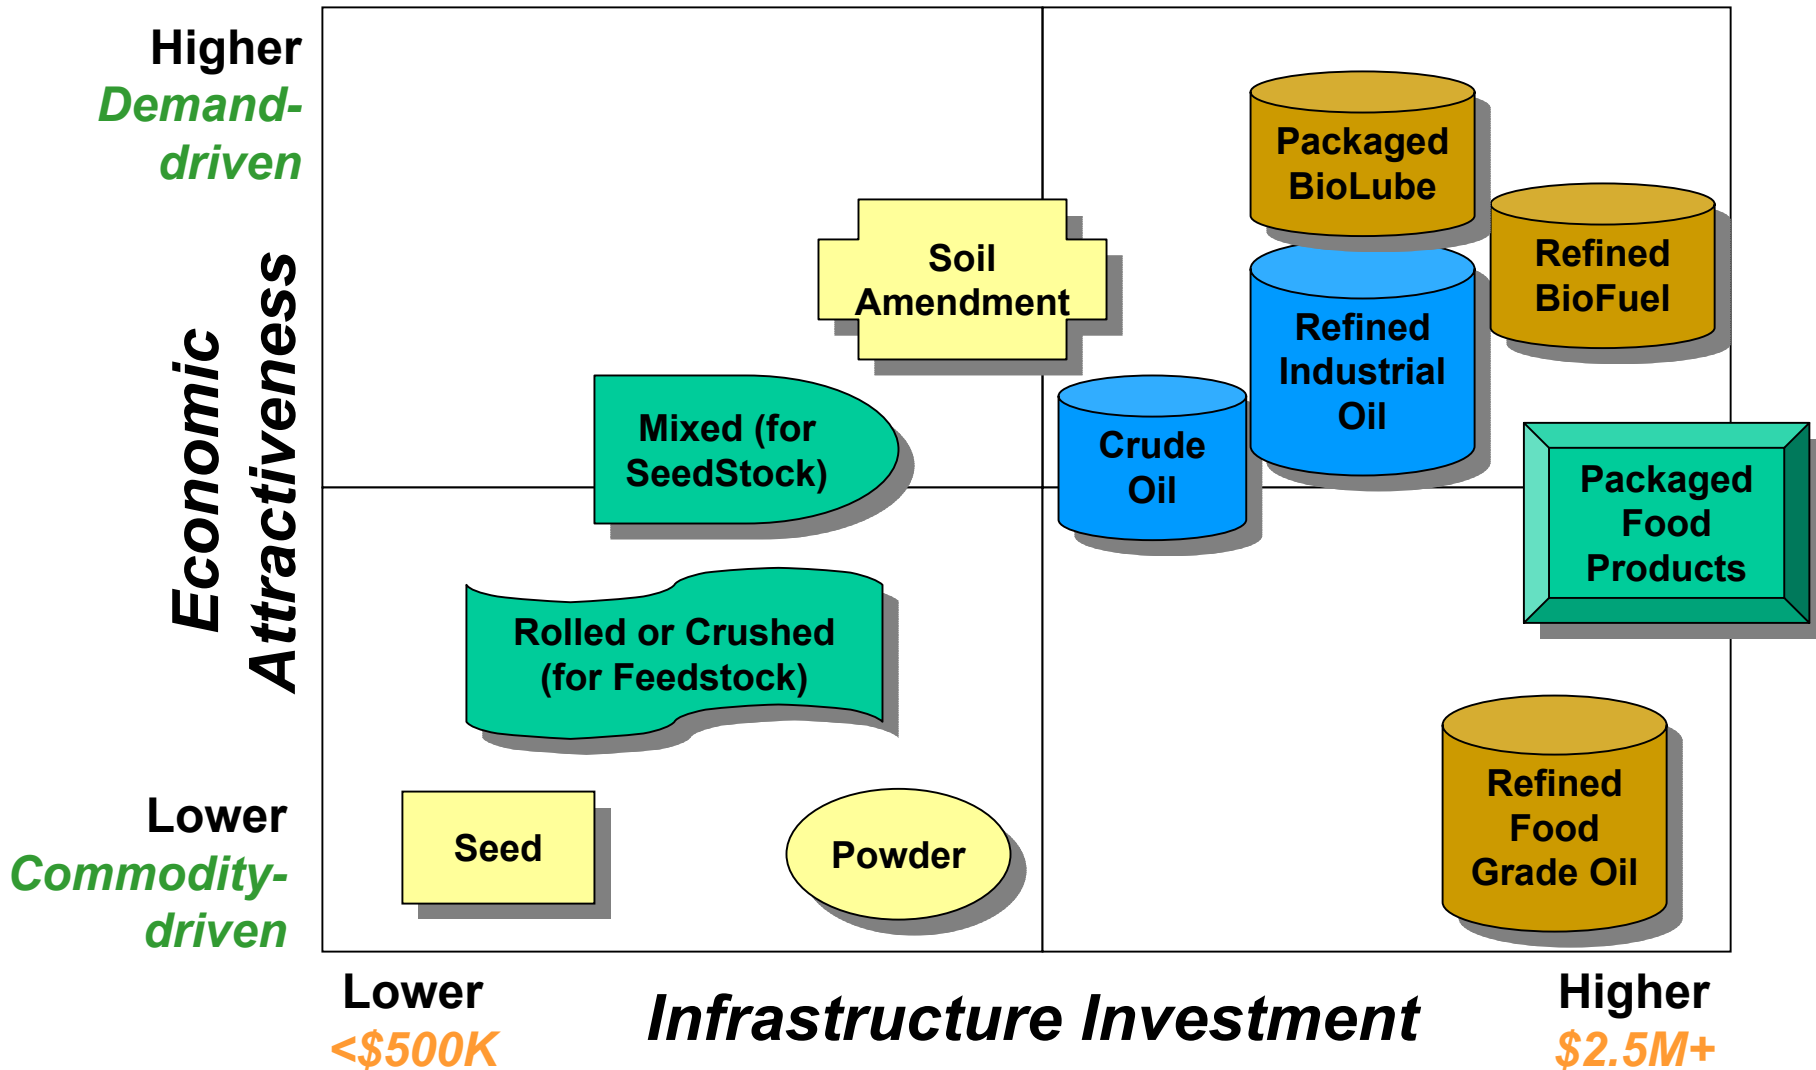 Higher
Demand-
driven
Economic
Attractiveness
Lower
Commodity-
driven
Packaged
BioLube
Refined
BioFuel
Soil
Amendment
Refined
Industrial
Oil
Mixed (for
SeedStock)
Crude
Oil
Packaged
Food
Products
Rolled or Crushed
(for Feedstock)
Refined
Food
Grade Oil
Seed
Powder
Lower
<$500K
Infrastructure Investment
Higher
$2.5M+